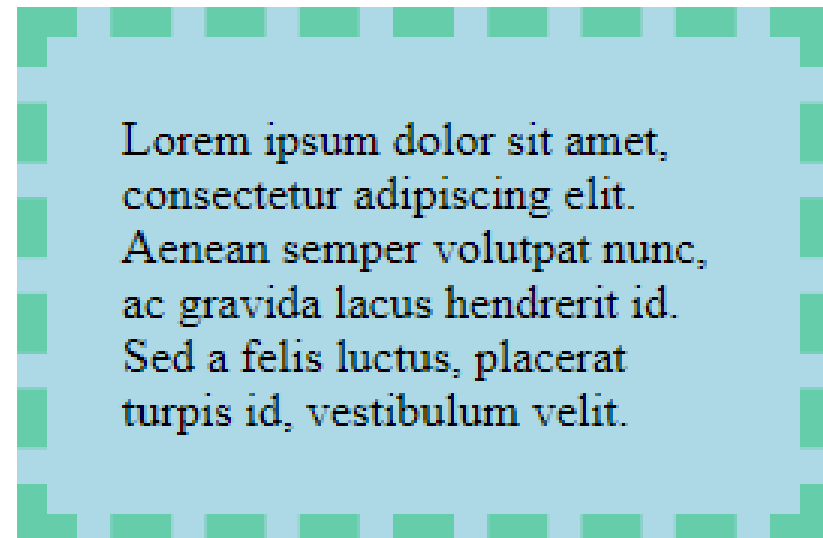 Lorem ipsum dolor sit amet,
consectetur adipiscing elit.
Aenean semper volutpat nunc,
ac gravida lacus hendrerit id.
Sed a felis luctus, placerat
turpis id, vestibulum velit.